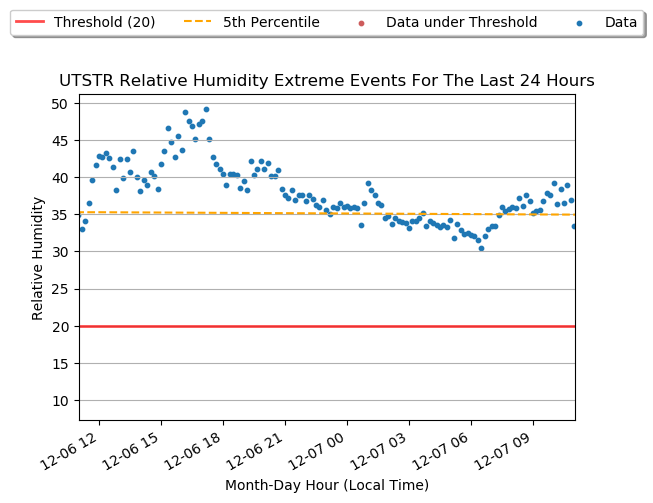 Threshold (20) 5th Percentile Data under Threshold Data
UTSTR Relative Humidity Extreme Events For The Last 24 Hours
Relative Humidity
50
45
40
35
30
25
20
15
10
12-06 12 12-06 15 12-06 18 12-06 21 12-07 00 12-07 03 12-07 06 12-07 09
Month-Day Hour (Local Time)